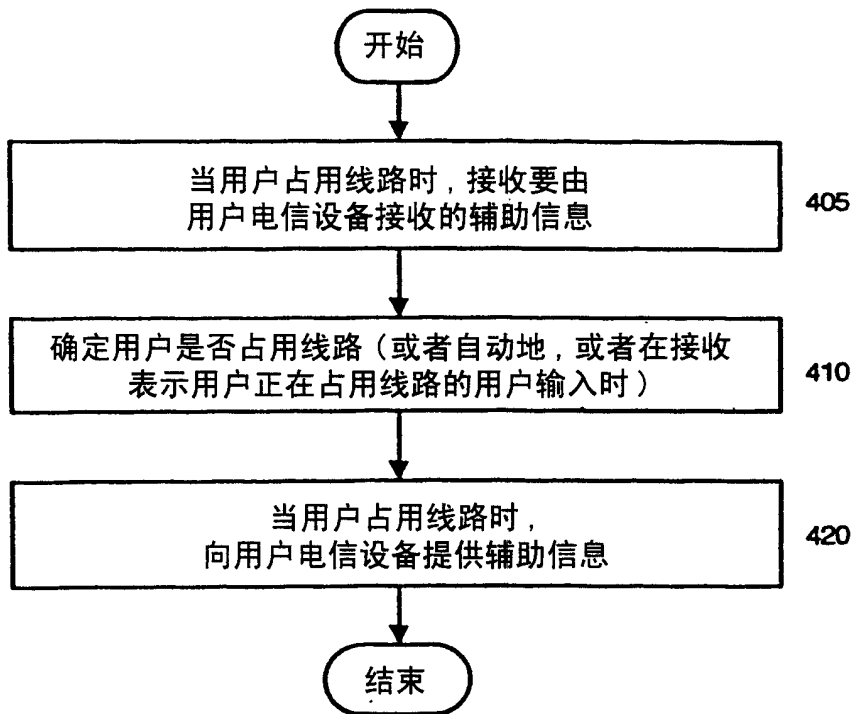 开始
当用户占用线路时，接收要由
用户电信设备接收的辅助信息
405
确定用户是否占用线路（或者自动地，或者在接收
表示用户正在占用线路的用户输入时）
410
当用户占用线路时，
向用户电信设备提供辅助信息
420
结束